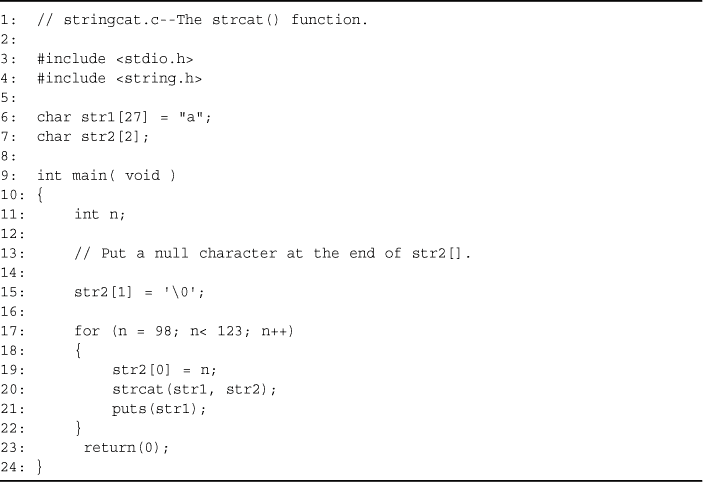 1:  // stringcat.c--The strcat() function.
2:
3:  #include <stdio.h>
4:  #include <string.h>
5:
6:  char str1[27] = "a";
7:  char str2[2];
8:
9:  int main( void )
10: {
11:     int n;
12:
13:     // Put a null character at the end of str2[].
14:
15:     str2[1] = '\0';
16:
17:     for (n = 98; n< 123; n++)
18:     {
19:         str2[0] = n;
20:         strcat(str1, str2);
21:         puts(str1);
22:     }
23:      return(0);
24: }